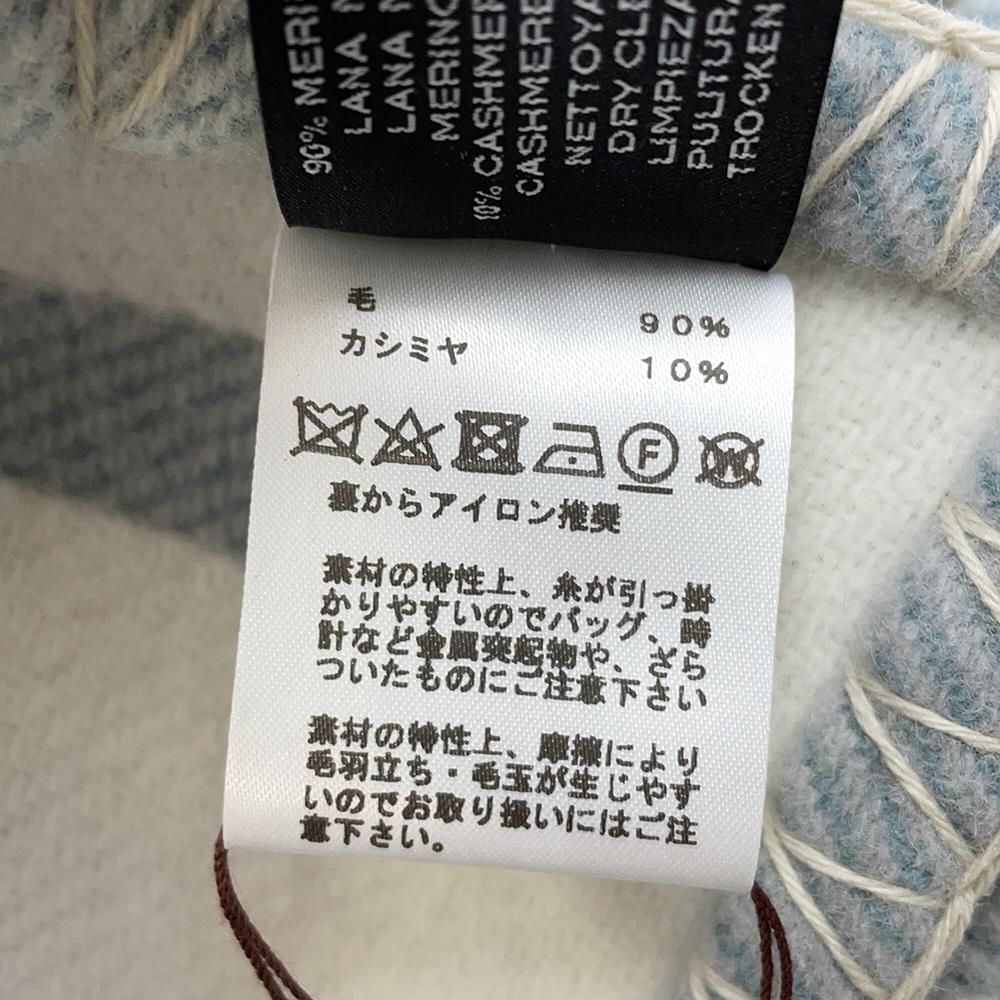 90% MERI
LANA M
LANA M
MERINO
10% CASHMER
CASHMERE
NETTOYA
DRY CLE
LIMPIEZA
PULITURA
TROCKEN
毛 90%
カシミヤ 10%
F W
裏からアイロン推奨
素材の特性上、糸が引っ掛
かりやすいのでバッグ、時
計など金属突起物や、ざら
ついたものにご注意下さい
素材の特性上、摩擦により
毛羽立ち・毛玉が生じやす
いのでお取り扱いにはご注
意下さい。